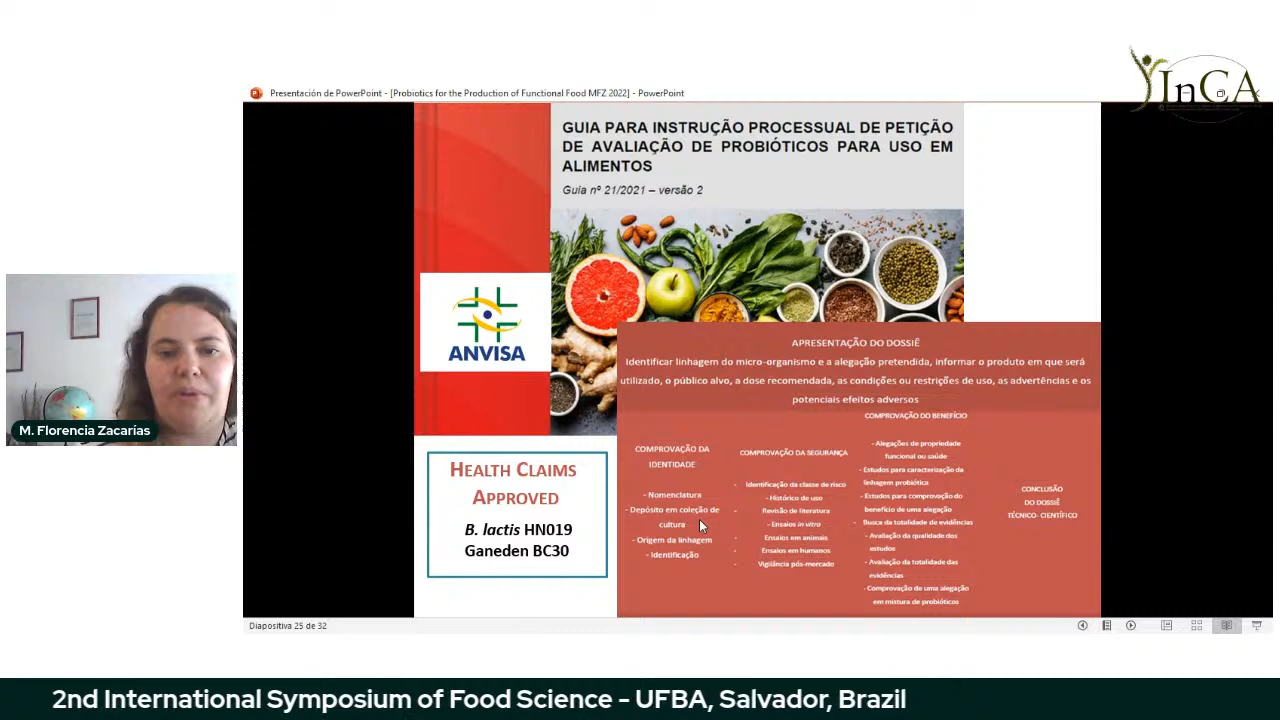 InCA
Presentación de PowerPoint - [Probiotics for the Production of Functional Food MFZ 2022] - PowerPoint
GUIA PARA INSTRUÇÃO PROCESSUAL DE PETIÇÃO
DE AVALIAÇÃO DE PROBIÓTICOS PARA USO EM
ALIMENTOS
Guia nº 21/2021 – versão 2
ANVISA
M. Florencia Zacarías
HEALTH CLAIMS
APPROVED
B. lactis HN019
Ganeden BC30
APRESENTAÇÃO DO DOSSIÊ
Identificar linhagem do micro-organismo e a alegação pretendida, informar o produto em que será
utilizado, o público alvo, a dose recomendada, as condições ou restrições de uso, as advertências e os
potenciais efeitos adversos
COMPROVAÇÃO DA
IDENTIDADE
- Nomenclatura
- Depósito em coleção de
cultura
- Origem da linhagem
- Identificação
COMPROVAÇÃO DA SEGURANÇA
- Identificação da classe de risco
- Histórico de uso
- Revisão de literatura
- Ensaios in vitro
- Ensaios em animais
- Ensaios em humanos
- Vigilância pós-mercado
COMPROVAÇÃO DO BENEFÍCIO
- Alegações de propriedade
funcional ou saúde
- Estudos para caracterização da
linhagem probiótica
- Estudos para comprovação do
benefício de uma alegação
- Busca da totalidade de evidências
- Avaliação da qualidade dos
estudos
- Avaliação da totalidade das
evidências
- Comprovação de uma alegação
em mistura de probióticos
CONCLUSÃO
DO DOSSIÊ
TÉCNICO- CIENTÍFICO
Diapositiva 25 de 32
2nd International Symposium of Food Science - UFBA, Salvador, Brazil